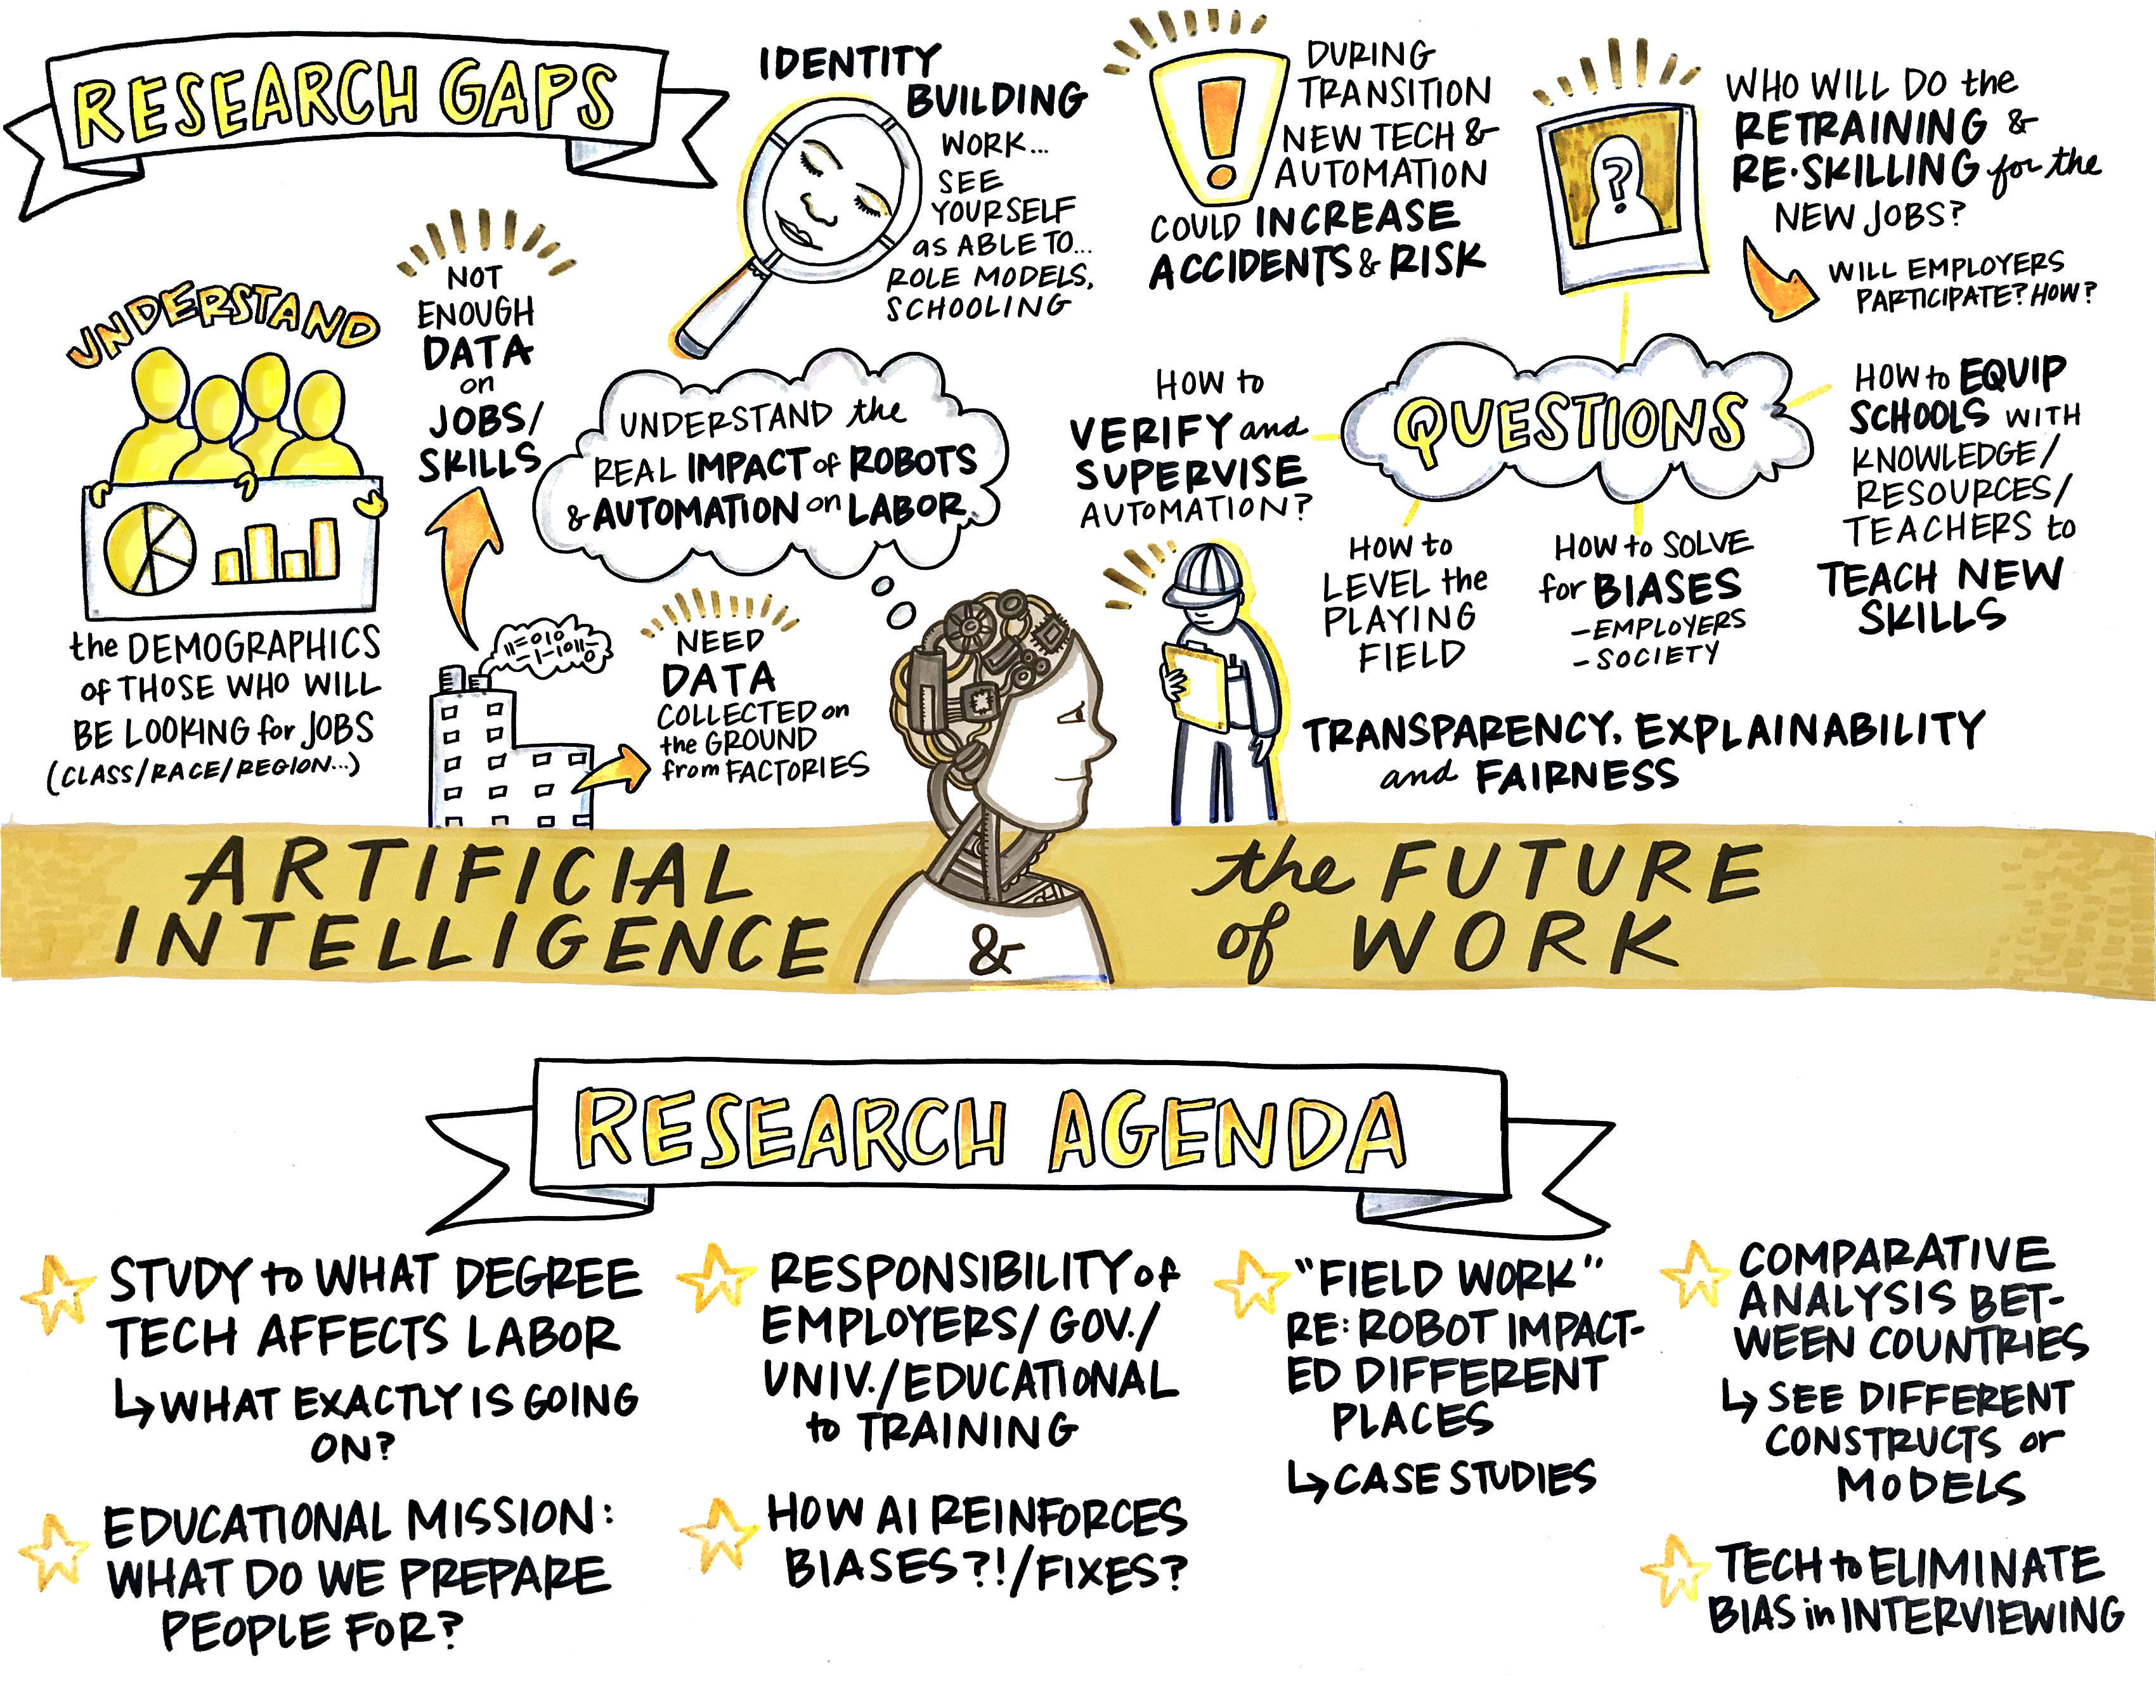 RESEARCH GAPS
UNDERSTAND
the DEMOGRAPHICS
of THOSE WHO WILL
BE LOOKING for JOBS
(CLASS/RACE/REGION...)
NOT
ENOUGH
DATA
on
JOBS/
SKILLS
NEED
DATA
COLLECTED on
the GROUND
from FACTORIES
IDENTITY
BUILDING
WORK...
SEE
YOURSELF
as ABLE TO...
ROLE MODELS,
SCHOOLING
UNDERSTAND the
REAL IMPACT of ROBOTS
& AUTOMATION on LABOR
DURING
TRANSITION
NEW TECH &
AUTOMATION
COULD INCREASE
ACCIDENTS & RISK
?
WHO WILL DO the
RETRAINING &
RE-SKILLING for the
NEW JOBS?
WILL EMPLOYERS
PARTICIPATE? HOW?
QUESTIONS
HOW to
VERIFY and
SUPERVISE
AUTOMATION?
HOW to
LEVEL the
PLAYING
FIELD
HOW to SOLVE
for BIASES
- EMPLOYERS
- SOCIETY
HOW to EQUIP
SCHOOLS WITH
KNOWLEDGE/
RESOURCES/
TEACHERS to
TEACH NEW
SKILLS
TRANSPARENCY, EXPLAINABILITY
and FAIRNESS
ARTIFICIAL
INTELLIGENCE
&
the FUTURE
of WORK
RESEARCH AGENDA
STUDY to WHAT DEGREE
TECH AFFECTS LABOR
↳ WHAT EXACTLY IS GOING
ON?
EDUCATIONAL MISSION:
WHAT DO WE PREPARE
PEOPLE FOR?
RESPONSIBILITY of
EMPLOYERS/GOV./
UNIV./EDUCATIONAL
to TRAINING
HOW AI REINFORCES
BIASES?!/FIXES?
"FIELD WORK"
RE: ROBOT IMPACT-
ED DIFFERENT
PLACES
↳ CASE STUDIES
COMPARATIVE
ANALYSIS BET-
WEEN COUNTRIES
↳ SEE DIFFERENT
CONSTRUCTS or
MODELS
TECH to ELIMINATE
BIAS in INTERVIEWING